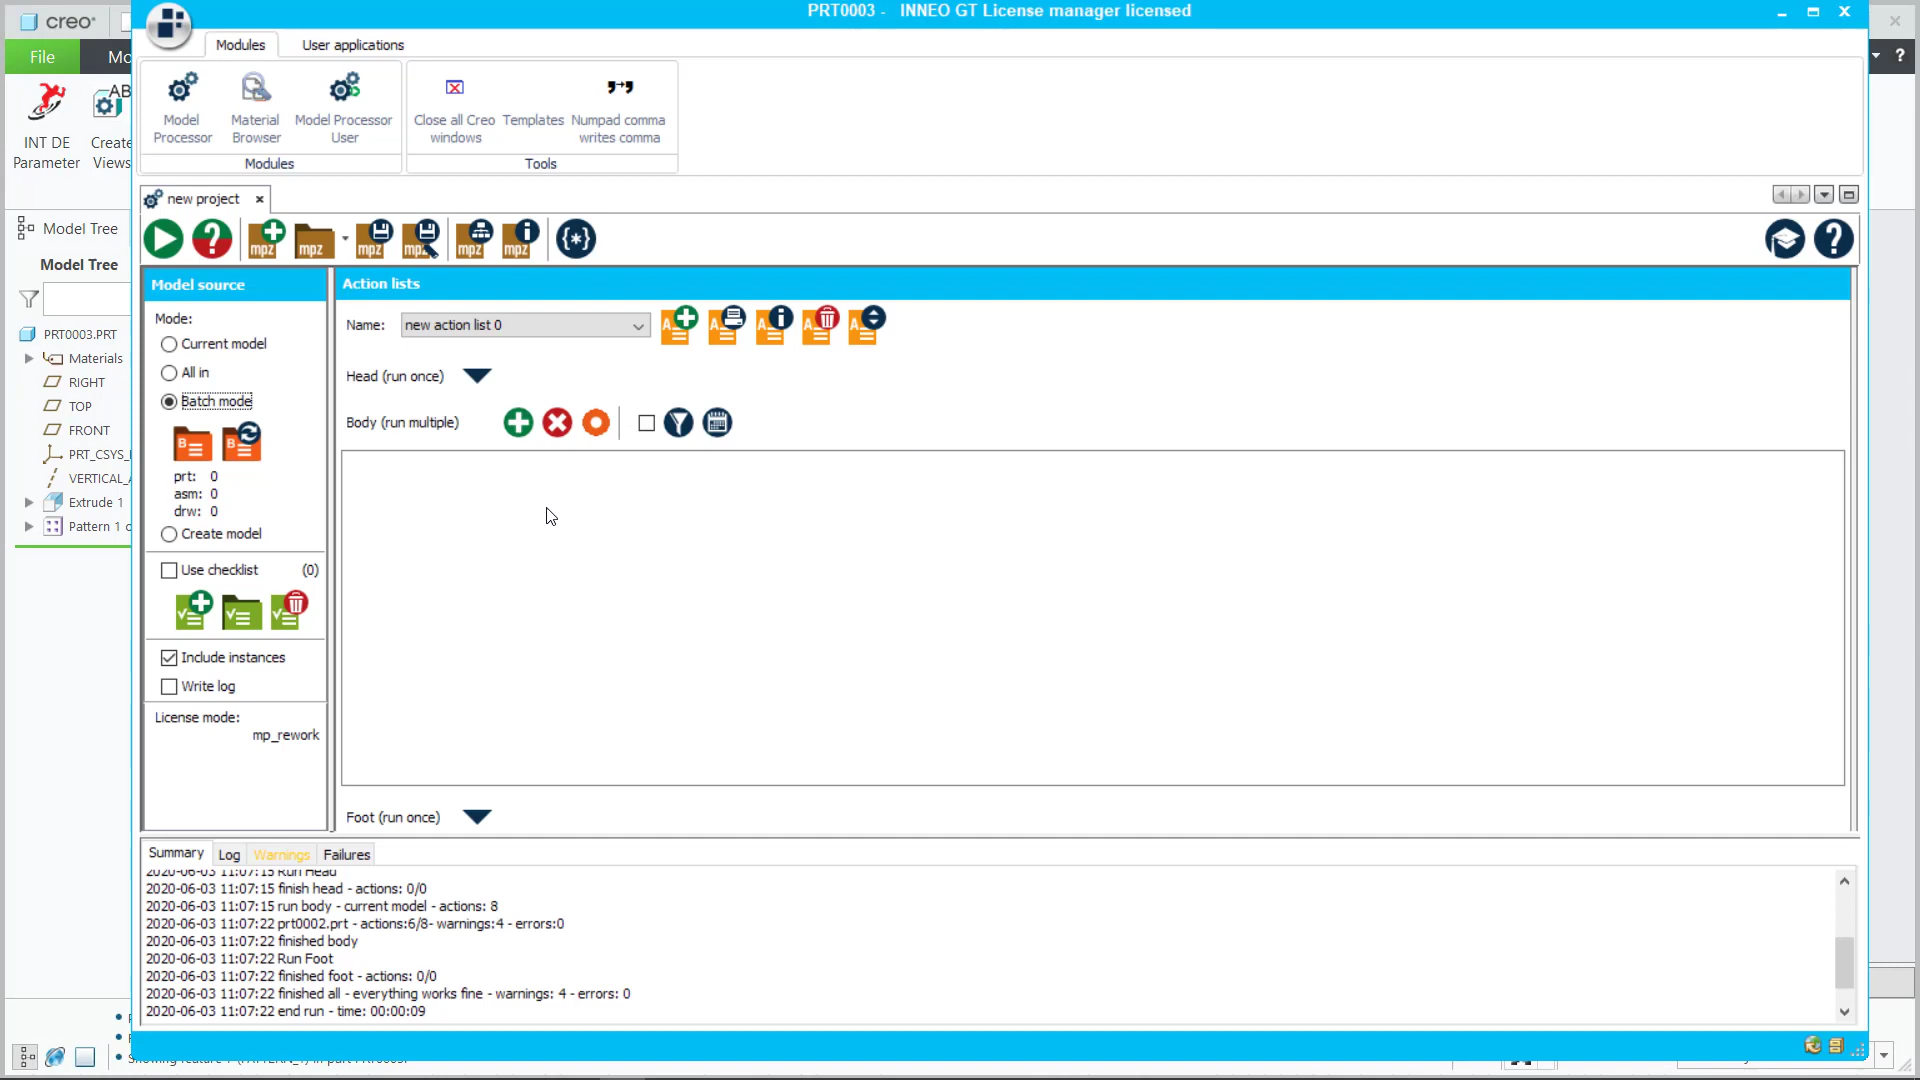 creo
PRT0003 - INNEO GT License manager licensed
File
Modules
User applications
?
INT DE
Parameter
Create
Views
Model
Processor
Material
Browser
Model Processor
User
Close all Creo
windows
Templates
Numpad comma
writes comma
Modules
Tools
new project
Model Tree
mpz
mpz
mpz
mpz
mpz
mpz
{*}
?
Model Tree
Model source
Action lists
Mode:
Name:
new action list 0
PRT0003.PRT
Current model
Materials
All in
Head (run once)
RIGHT
Batch mode
TOP
Body (run multiple)
FRONT
PRT_CSYS_
VERTICAL_
prt: 0
asm: 0
drw: 0
Extrude 1
Pattern 1
Create model
Use checklist (0)
Include instances
Write log
License mode:
mp_rework
Foot (run once)
Summary
Log
Warnings
Failures
2020-06-03 11:07:15 Run Head
2020-06-03 11:07:15 finish head - actions: 0/0
2020-06-03 11:07:15 run body - current model - actions: 8
2020-06-03 11:07:22 prt0002.prt - actions:6/8- warnings:4 - errors:0
2020-06-03 11:07:22 finished body
2020-06-03 11:07:22 Run Foot
2020-06-03 11:07:22 finished foot - actions: 0/0
2020-06-03 11:07:22 finished all - everything works fine - warnings: 4 - errors: 0
2020-06-03 11:07:22 end run - time: 00:00:09